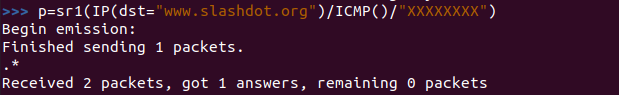 >>> p=sr1(IP(dst="www.slashdot.org")/ICMP()/"XXXXXXXX")
Begin emission:
Finished sending 1 packets.
.*
Received 2 packets, got 1 answers, remaining 0 packets